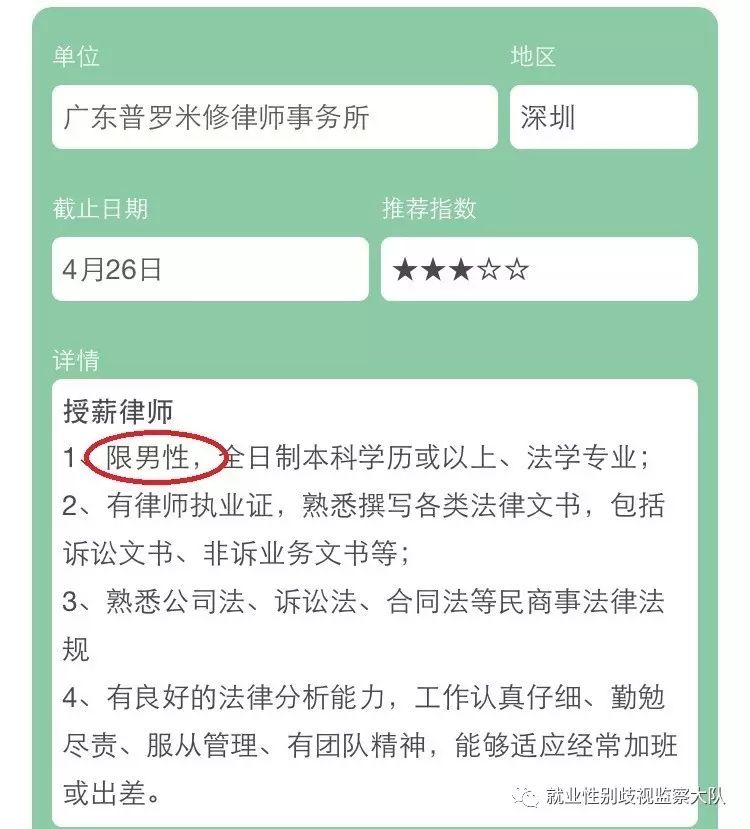 单位
地区
广东普罗米修律师事务所
深圳
截止日期
推荐指数
4月26日
★★★☆☆
详情
授薪律师
1、限男性，全日制本科学历或以上、法学专业；
2、有律师执业证，熟悉撰写各类法律文书，包括
诉讼文书、非诉业务文书等；
3、熟悉公司法、诉讼法、合同法等民商事法律法
规
4、有良好的法律分析能力，工作认真仔细、勤勉
尽责、服从管理、有团队精神，能够适应经常加班
或出差。
就业性别歧视监察大队